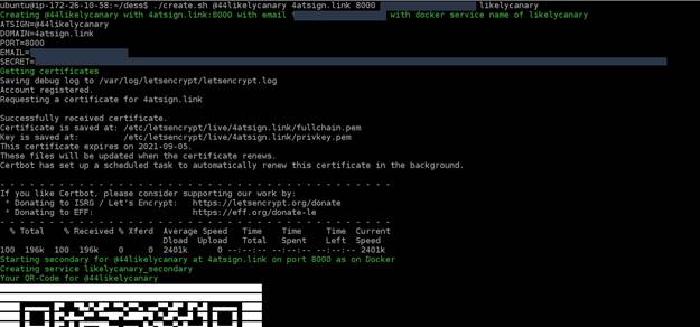 ubuntu@ip-172-26-10-58:~/dess$ ./create.sh @44likelycanary 4atsign.link 8000 likelycanary
Creating @44likelycanary with 4atsign.link:8000 with email with docker service name of likelycanary
ATSIGN=@44likelycanary
DOMAIN=4atsign.link
PORT=8000
EMAIL=
SECRET=
Getting certificates
Saving debug log to /var/log/letsencrypt/letsencrypt.log
Account registered.
Requesting a certificate for 4atsign.link
Successfully received certificate.
Certificate is saved at: /etc/letsencrypt/live/4atsign.link/fullchain.pem
Key is saved at: /etc/letsencrypt/live/4atsign.link/privkey.pem
This certificate expires on 2021-09-05.
These files will be updated when the certificate renews.
Certbot has set up a scheduled task to automatically renew this certificate in the background.
- - - - - - - - - - - - - - - - - - - - - - - - - - - - - - - - - - - - - - - -
If you like Certbot, please consider supporting our work by:
* Donating to ISRG / Let's Encrypt: https://letsencrypt.org/donate
* Donating to EFF: https://eff.org/donate-le
- - - - - - - - - - - - - - - - - - - - - - - - - - - - - - - - - - - - - - - -
% Total % Received % Xferd Average Speed Time Time Time Current
Dload Upload Total Spent Left Speed
100 196k 100 196k 0 0 2401k 0 --:--:-- --:--:-- --:--:-- 2401k
Starting secondary for @44likelycanary at 4atsign.link on port 8000 as on Docker
Creating service likelycanary_secondary
Your QR-Code for @44likelycanary